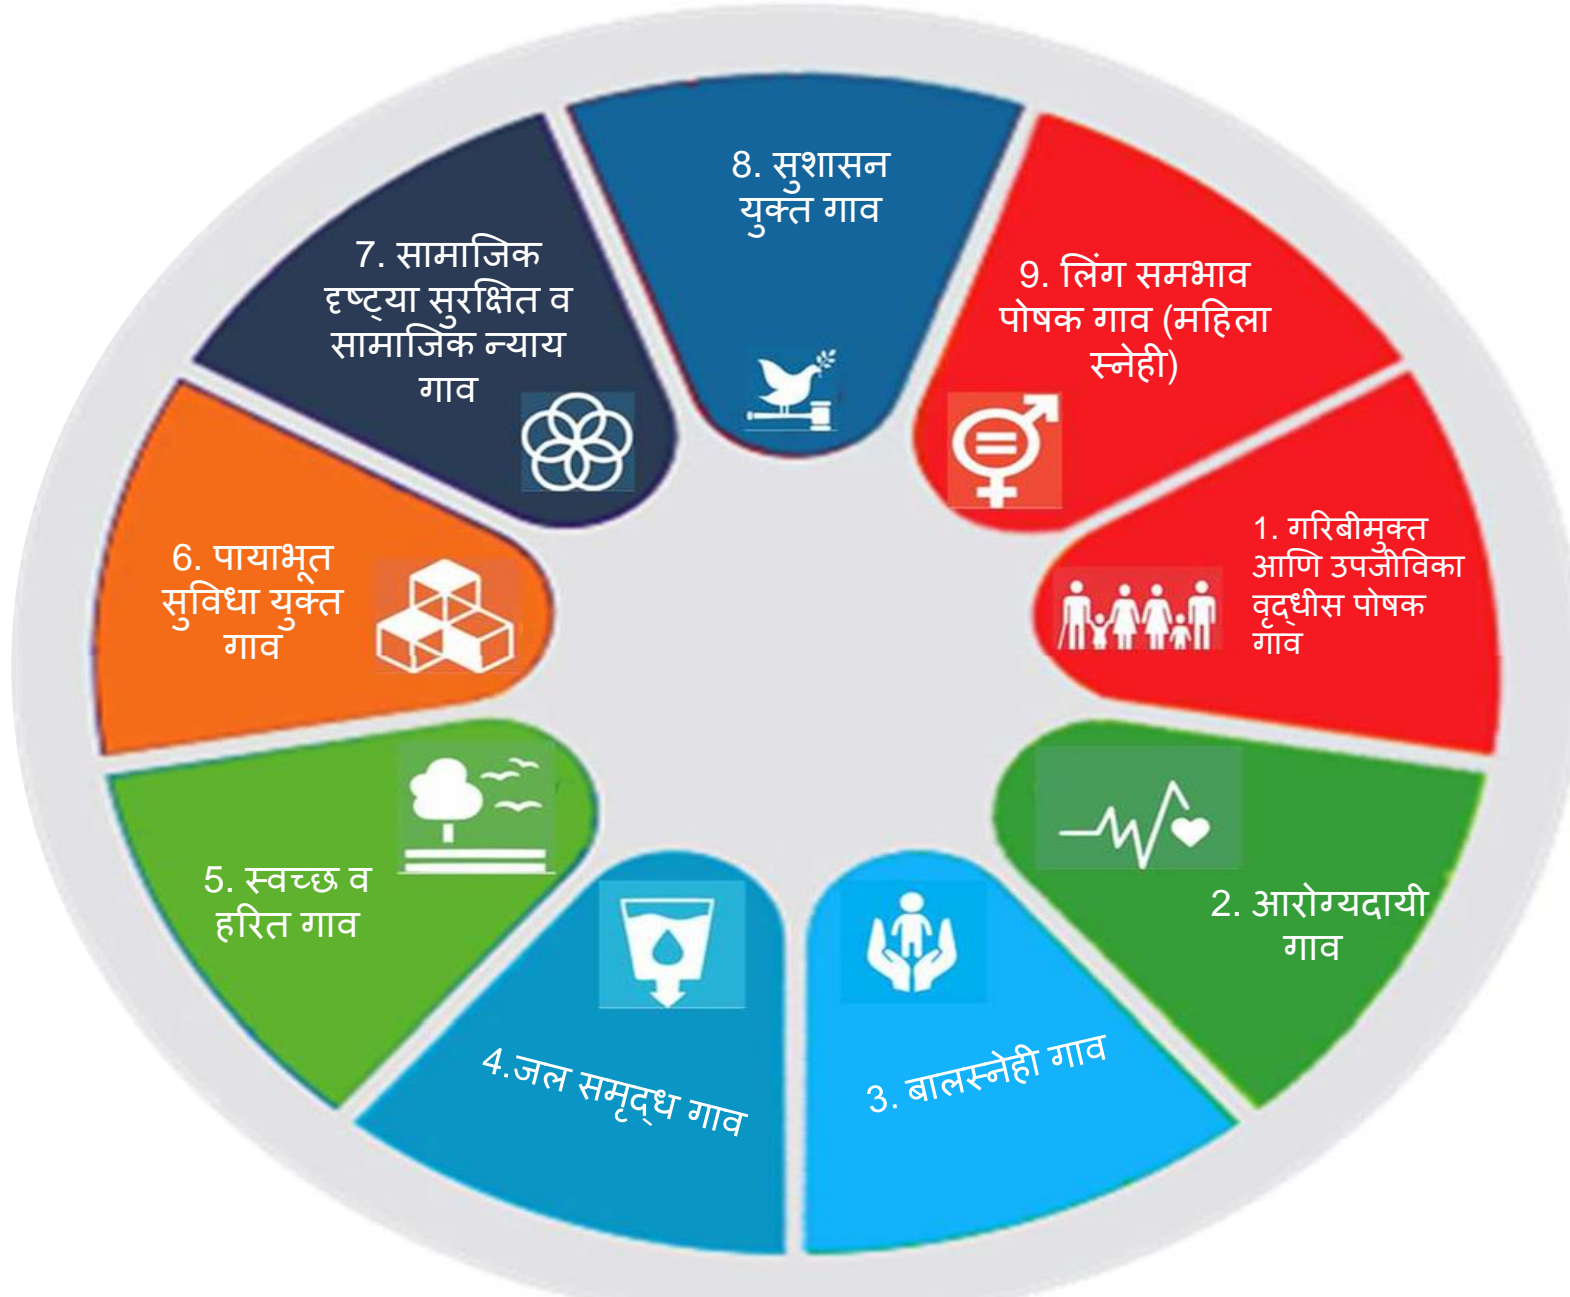 8. सुशासन
युक्त गाव
9. लिंग समभाव
पोषक गाव (महिला
स्नेही)
1. गरिबीमुक्त
आणि उपजीविका
वृद्धीस पोषक
गाव
2. आरोग्यदायी
गाव
3. बालस्नेही गाव
4.जल समृद्ध गाव
5. स्वच्छ व
हरित गाव
6. पायाभूत
सुविधा युक्त
गाव
7. सामाजिक
दृष्ट्या सुरक्षित व
सामाजिक न्याय
गाव